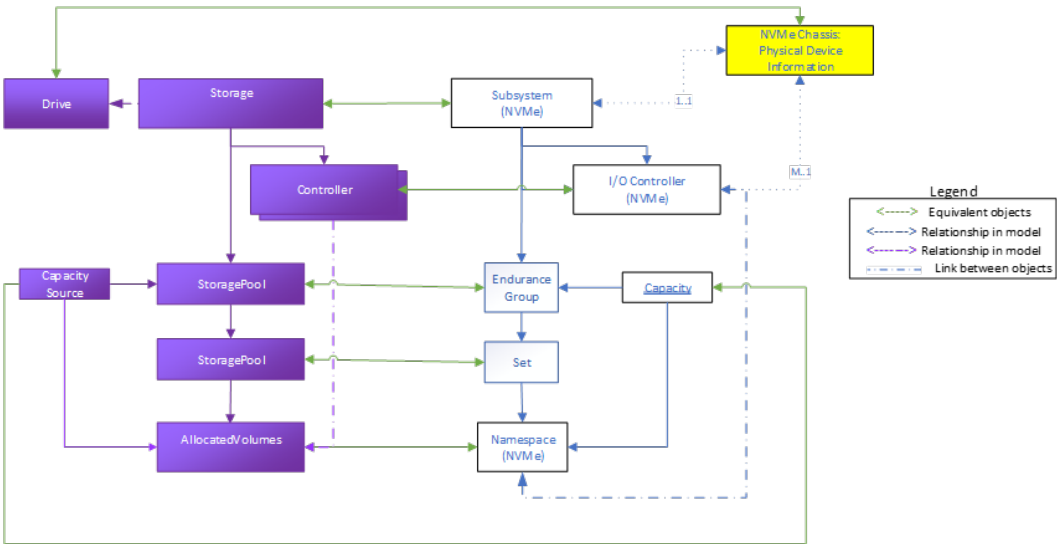 NVMe Chassis:
Physical Device
Information
Drive
Storage
Subsystem
(NVMe)
1..1
M..1
Controller
I/O Controller
(NVMe)
Legend
Equivalent objects
Relationship in model
Relationship in model
Link between objects
Capacity
Source
StoragePool
Endurance
Group
Capacity
StoragePool
Set
AllocatedVolumes
Namespace
(NVMe)